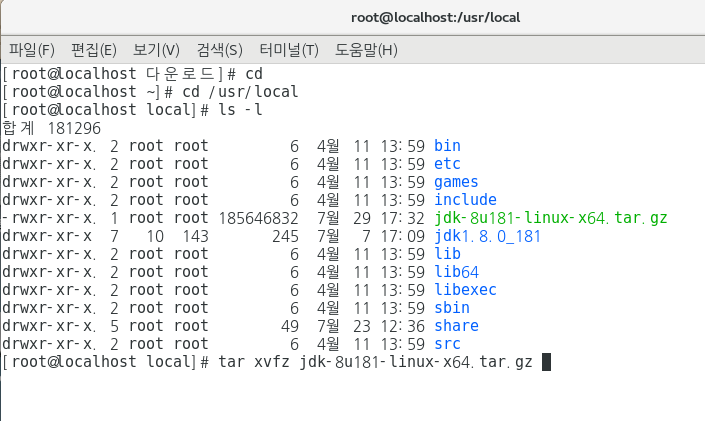 root@localhost:/usr/local
파일(F) 편집(E) 보기(V) 검색(S) 터미널(T) 도움말(H)
[root@localhost 다운로드]# cd
[root@localhost ~]# cd /usr/local
[root@localhost local]# ls -l
합계 181296
drwxr-xr-x. 2 root root 6 4월 11 13:59 bin
drwxr-xr-x. 2 root root 6 4월 11 13:59 etc
drwxr-xr-x. 2 root root 6 4월 11 13:59 games
drwxr-xr-x. 2 root root 6 4월 11 13:59 include
-rwxr-xr-x. 1 root root 185646832 7월 29 17:32 jdk-8u181-linux-x64.tar.gz
drwxr-xr-x 7 10 143 245 7월 7 17:09 jdk1.8.0_181
drwxr-xr-x. 2 root root 6 4월 11 13:59 lib
drwxr-xr-x. 2 root root 6 4월 11 13:59 lib64
drwxr-xr-x. 2 root root 6 4월 11 13:59 libexec
drwxr-xr-x. 2 root root 6 4월 11 13:59 sbin
drwxr-xr-x. 5 root root 49 7월 23 12:36 share
drwxr-xr-x. 2 root root 6 4월 11 13:59 src
[root@localhost local]# tar xvfz jdk-8u181-linux-x64.tar.gz